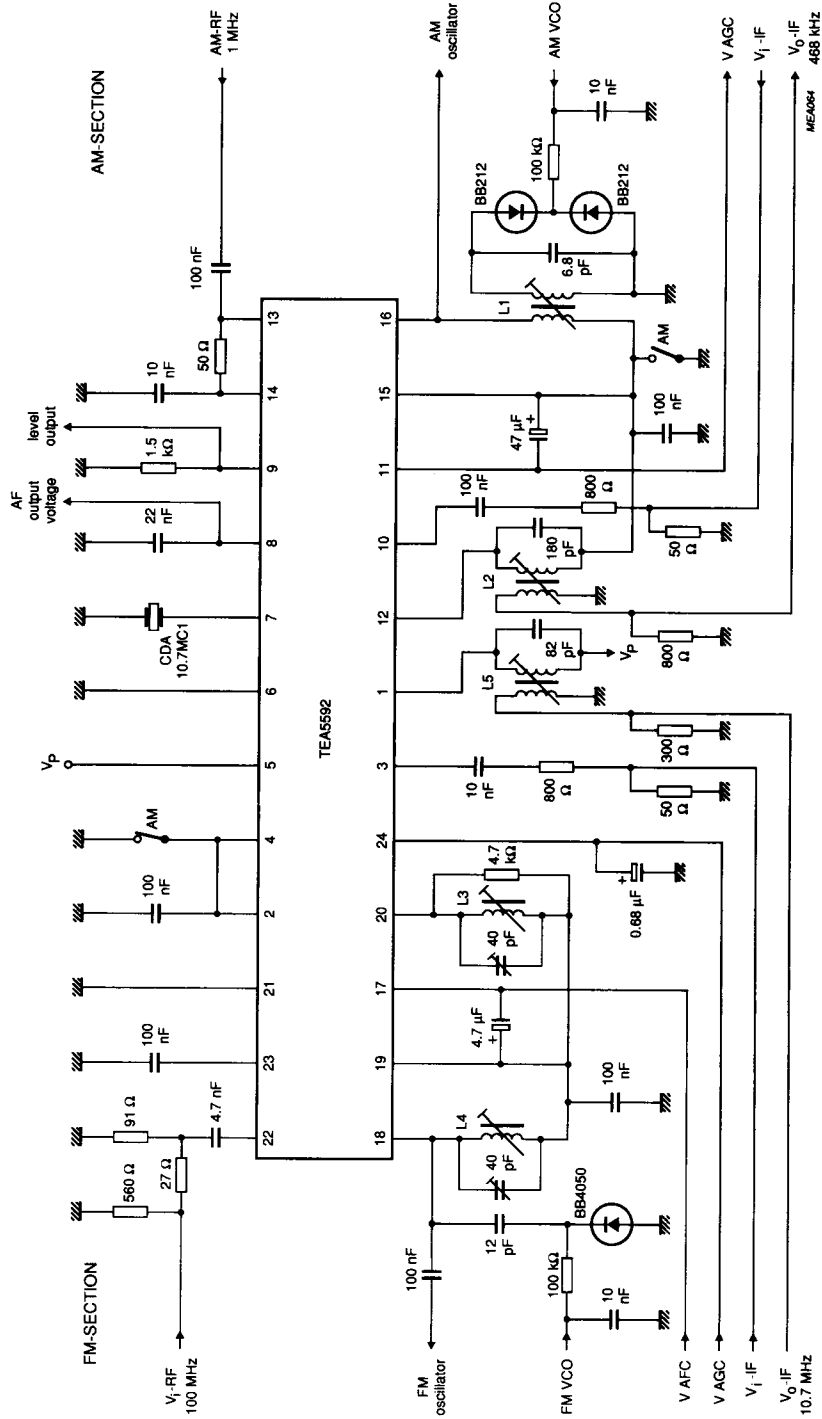 FM-SECTION
AM-SECTION
Vi-RF
100 MHz
560 Ω
27 Ω
91 Ω
4.7 nF
100
nF
100
nF
AM
VP
CDA
10.7MC1
22
nF
AF
output
voltage
1.5
kΩ
level
output
10
nF
50 Ω
100 nF
AM-RF
1 MHz
22
23
21
2
4
5
6
7
8
9
14
13
TEA5592
18
19
17
20
24
3
1
12
10
11
15
16
FM
oscillator
100 nF
12
pF
40
pF
L4
BB4050
100 kΩ
10
nF
FM VCO
100
nF
4.7 µF
+
40
pF
L3
4.7
kΩ
0.68 µF
+
10
nF
800
Ω
50
Ω
L5
82
pF
VP
300
Ω
L2
180
pF
800
Ω
100
nF
800
Ω
50
Ω
47 µF
+
100
nF
AM
L1
6.8
pF
BB212
BB212
100 kΩ
10
nF
AM VCO
AM
oscillator
V AFC
V AGC
Vi-IF
Vo-IF
10.7 MHz
V AGC
Vi-IF
Vo-IF
468 kHz
MEA064